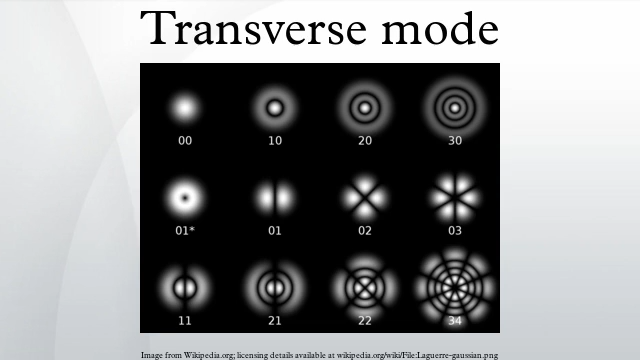 Transverse mode
00 10 20 30
01* 01 02 03
11 21 22 34
Image from Wikipedia.org; licensing details available at wikipedia.org/wiki/File:Laguerre-gaussian.png